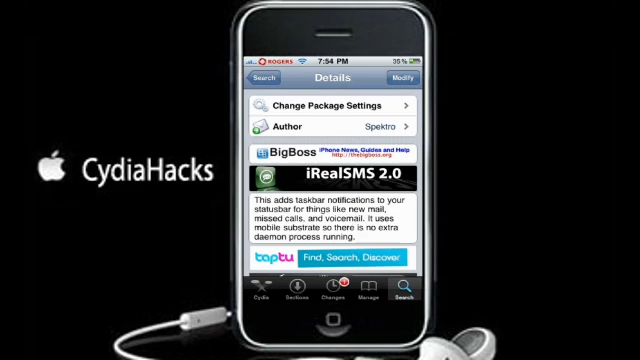 ROGERS 7:54 PM 35%
Search Details Modify
Change Package Settings
Author Spektro
BigBoss iPhone News, Guides and Help
http://thebigboss.org
iRealSMS 2.0
This adds taskbar notifications to your
statusbar for things like new mail,
missed calls, and voicemail. It uses
mobile substrate so there is no extra
daemon process running.
taptu Find, Search, Discover
Cydia Sections Changes Manage Search
CydiaHacks